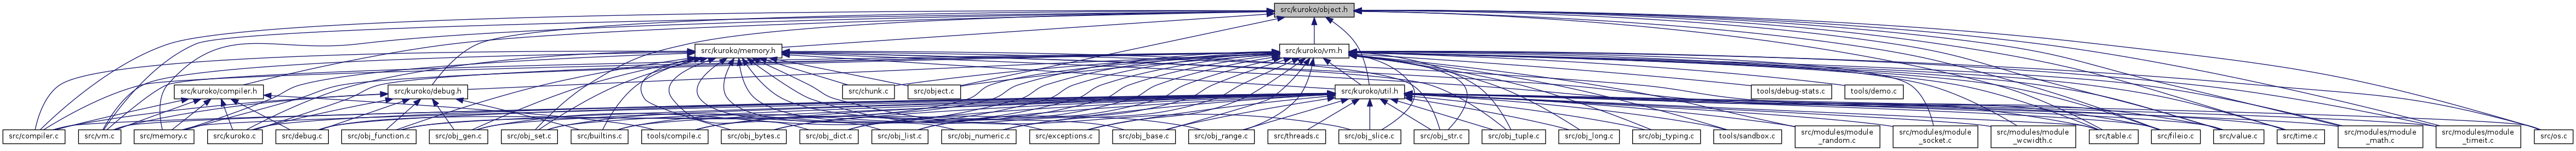 src/kuroko/object.h
src/kuroko/memory.h
src/kuroko/vm.h
src/kuroko/compiler.h
src/kuroko/debug.h
src/chunk.c
src/object.c
src/kuroko/util.h
tools/debug-stats.c
tools/demo.c
src/compiler.c
src/vm.c
src/memory.c
src/kuroko.c
src/debug.c
src/obj_function.c
src/obj_gen.c
src/obj_set.c
src/builtins.c
tools/compile.c
src/obj_bytes.c
src/obj_dict.c
src/obj_list.c
src/obj_numeric.c
src/exceptions.c
src/obj_base.c
src/obj_range.c
src/threads.c
src/obj_slice.c
src/obj_str.c
src/obj_tuple.c
src/obj_long.c
src/obj_typing.c
tools/sandbox.c
src/modules/module
_random.c
src/modules/module
_socket.c
src/modules/module
_wcwidth.c
src/table.c
src/fileio.c
src/value.c
src/time.c
src/modules/module
_math.c
src/modules/module
_timeit.c
src/os.c